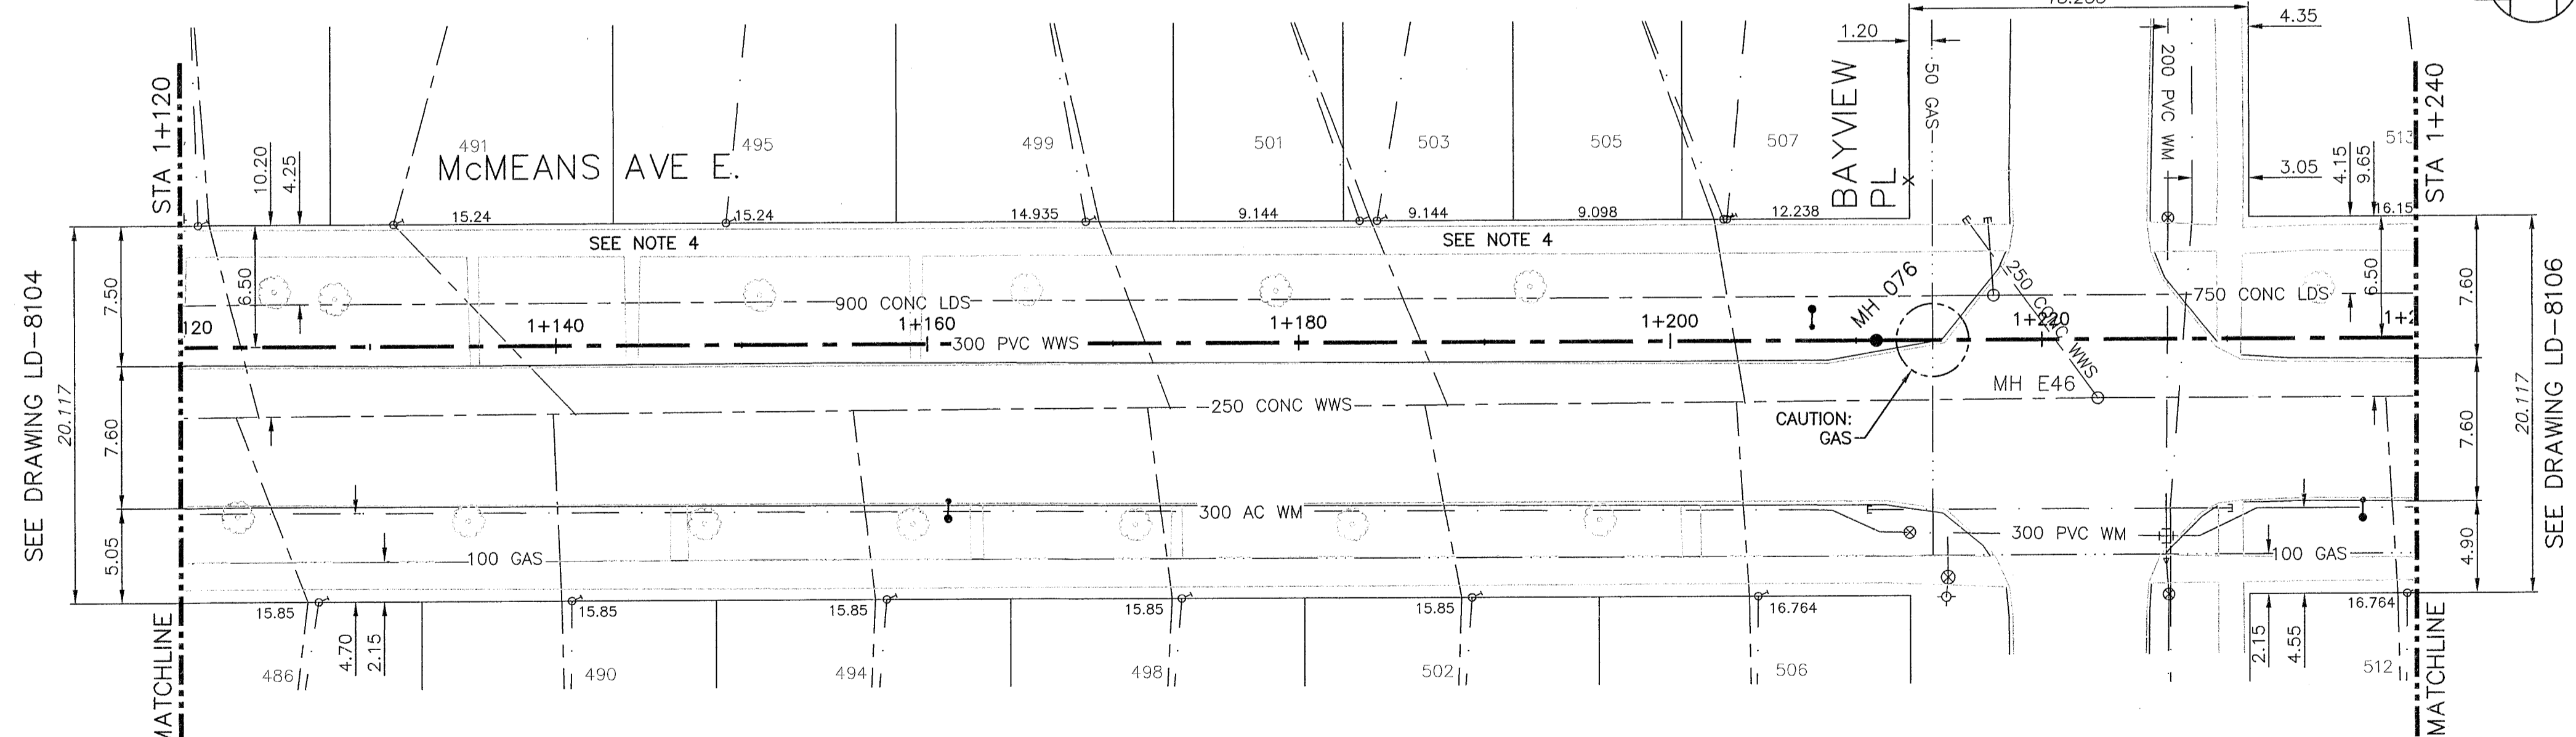 4.35
1.20
50 GAS
200 PVC WM
BAYVIEW
PL
STA 1+120
STA 1+240
491
495
499
501
503
505
507
McMEANS AVE E.
10.20
4.25
3.05
4.15
9.65
15.24
15.24
14.935
9.144
9.144
9.098
12.238
SEE NOTE 4
SEE NOTE 4
SEE DRAWING LD-8104
20.117
7.50
6.50
7.60
5.05
900 CONC LDS
750 CONC LDS
MH 076
250 CONC WWS
1+140
1+160
1+180
1+200
1+220
300 PVC WWS
6.50
7.60
7.60
4.90
20.117
SEE DRAWING LD-8106
250 CONC WWS
MH E46
CAUTION:
GAS
300 AC WM
300 PVC WM
100 GAS
100 GAS
15.85
15.85
15.85
15.85
15.85
16.764
16.764
4.70
2.15
2.15
4.55
486
490
494
498
502
506
512
MATCHLINE
MATCHLINE